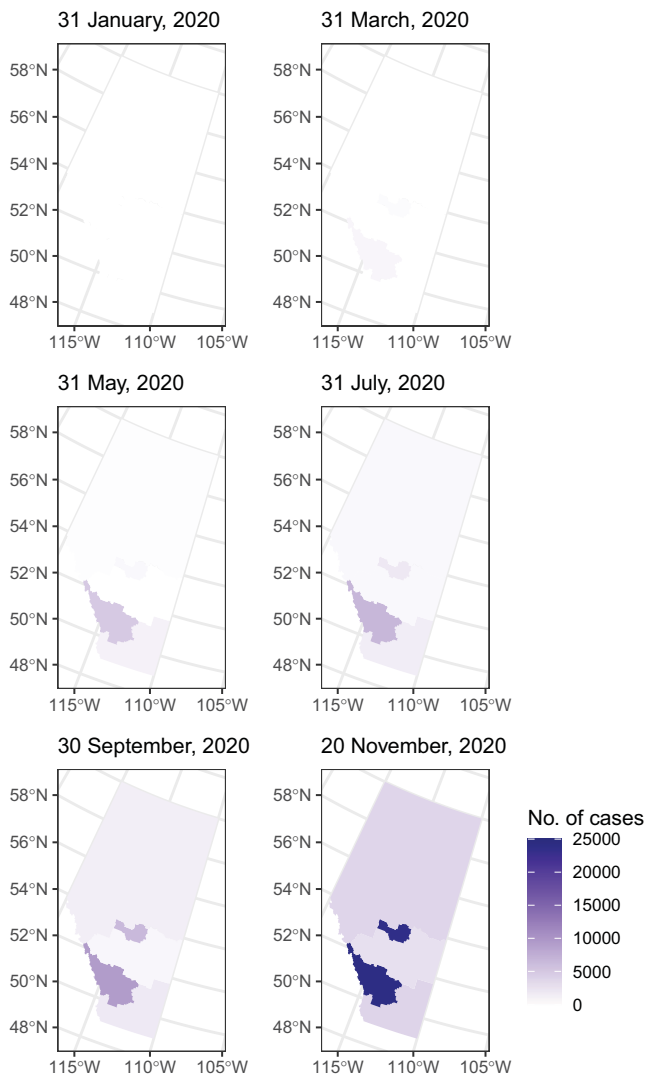 31 January, 2020
31 March, 2020
58°N
56°N
54°N
52°N
50°N
48°N
115°W
110°W
105°W
58°N
56°N
54°N
52°N
50°N
48°N
115°W
110°W
105°W
31 May, 2020
31 July, 2020
58°N
56°N
54°N
52°N
50°N
48°N
115°W
110°W
105°W
58°N
56°N
54°N
52°N
50°N
48°N
115°W
110°W
105°W
30 September, 2020
20 November, 2020
58°N
56°N
54°N
52°N
50°N
48°N
115°W
110°W
105°W
58°N
56°N
54°N
52°N
50°N
48°N
115°W
110°W
105°W
No. of cases
25000
20000
15000
10000
5000
0